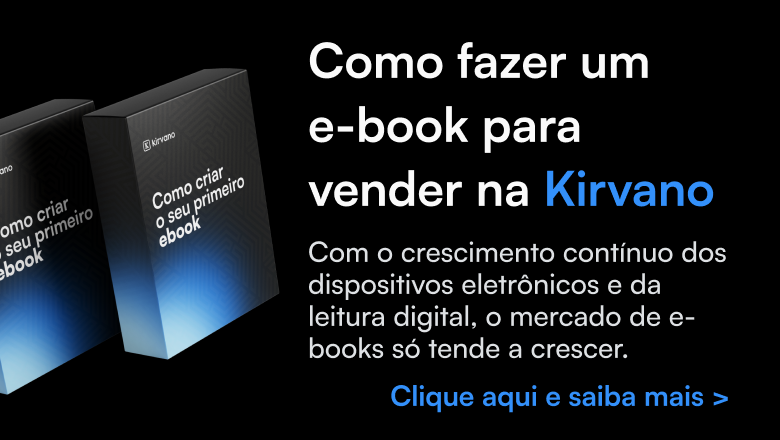 Como fazer um
e-book para
vender na Kirvano
Com o crescimento contínuo dos
dispositivos eletrônicos e da
leitura digital, o mercado de e-
books só tende a crescer.
Clique aqui e saiba mais >
kirvano
Como criar
o seu primeiro
ebook
ano
omo criar
seu primeiro
ebook